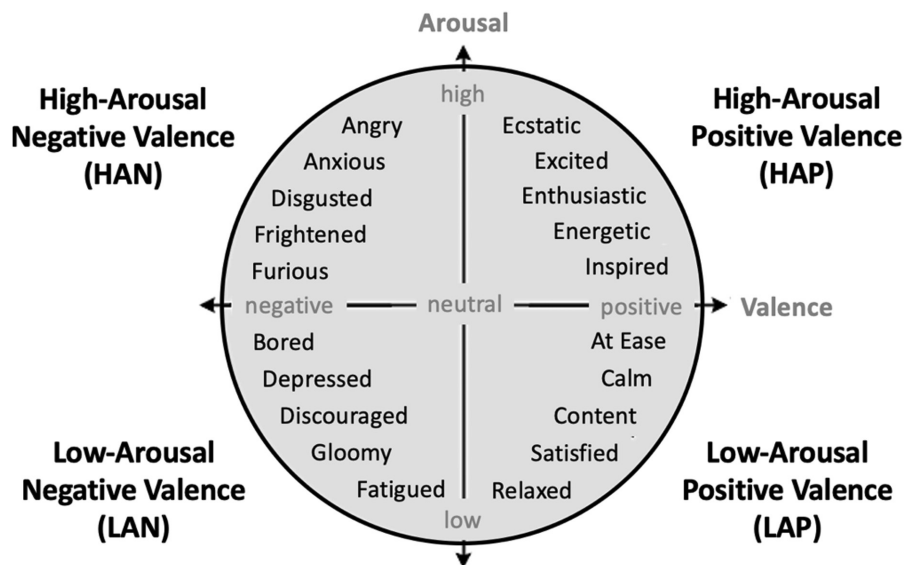 Arousal
High-Arousal
Negative Valence
(HAN)
High-Arousal
Positive Valence
(HAP)
high
Angry
Anxious
Disgusted
Frightened
Furious
Ecstatic
Excited
Enthusiastic
Energetic
Inspired
negative
neutral
positive
Valence
Bored
Depressed
Discouraged
Gloomy
Fatigued
At Ease
Calm
Content
Satisfied
Relaxed
low
Low-Arousal
Negative Valence
(LAN)
Low-Arousal
Positive Valence
(LAP)